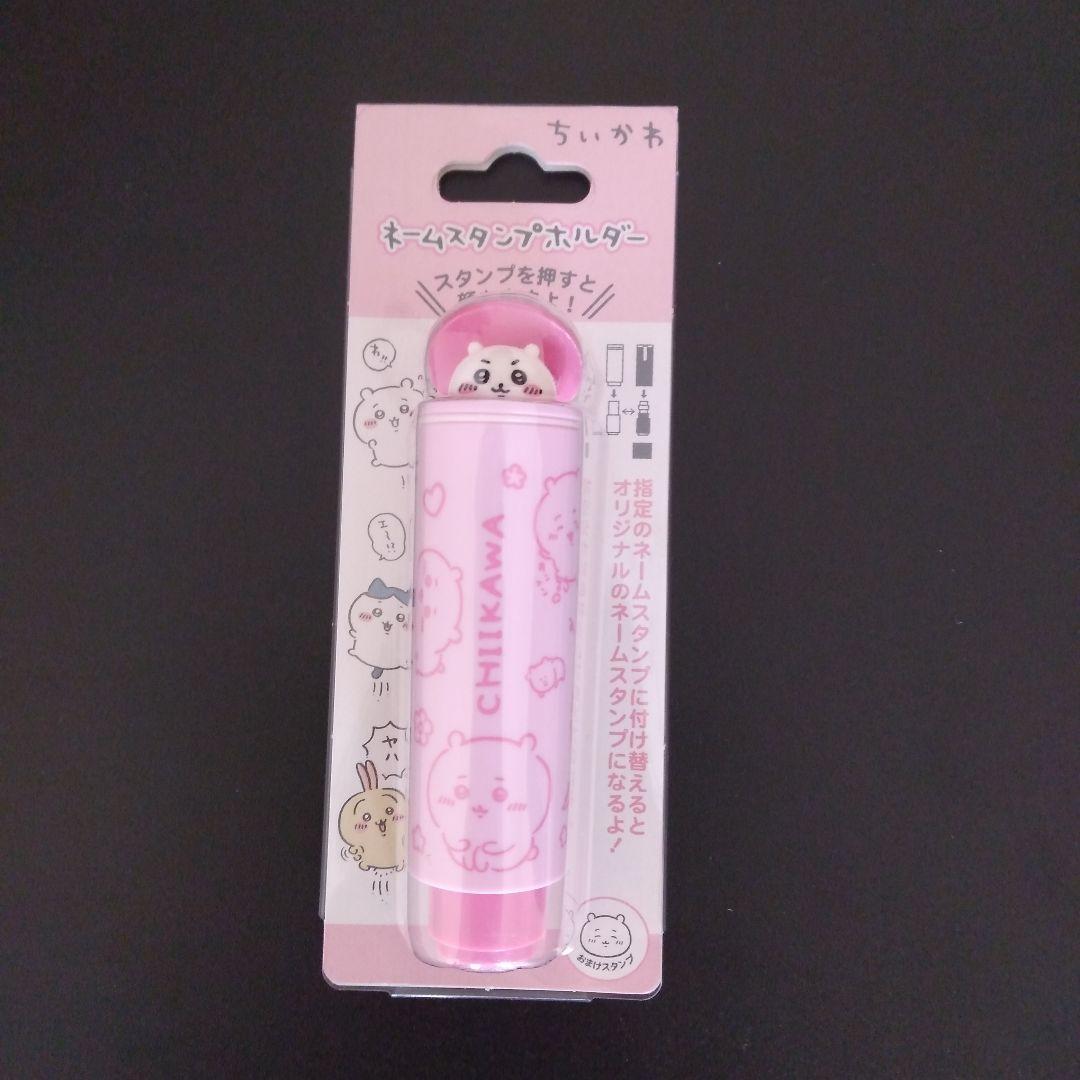 ちいかわ
ネームスタンプホルダー
スタンプを押すと
よ!
わ!!
ヤハ
CHIIKAWA
指定のネームスタンプに付け替えると
オリジナルのネームスタンプになるよ!
おまけスタンプ